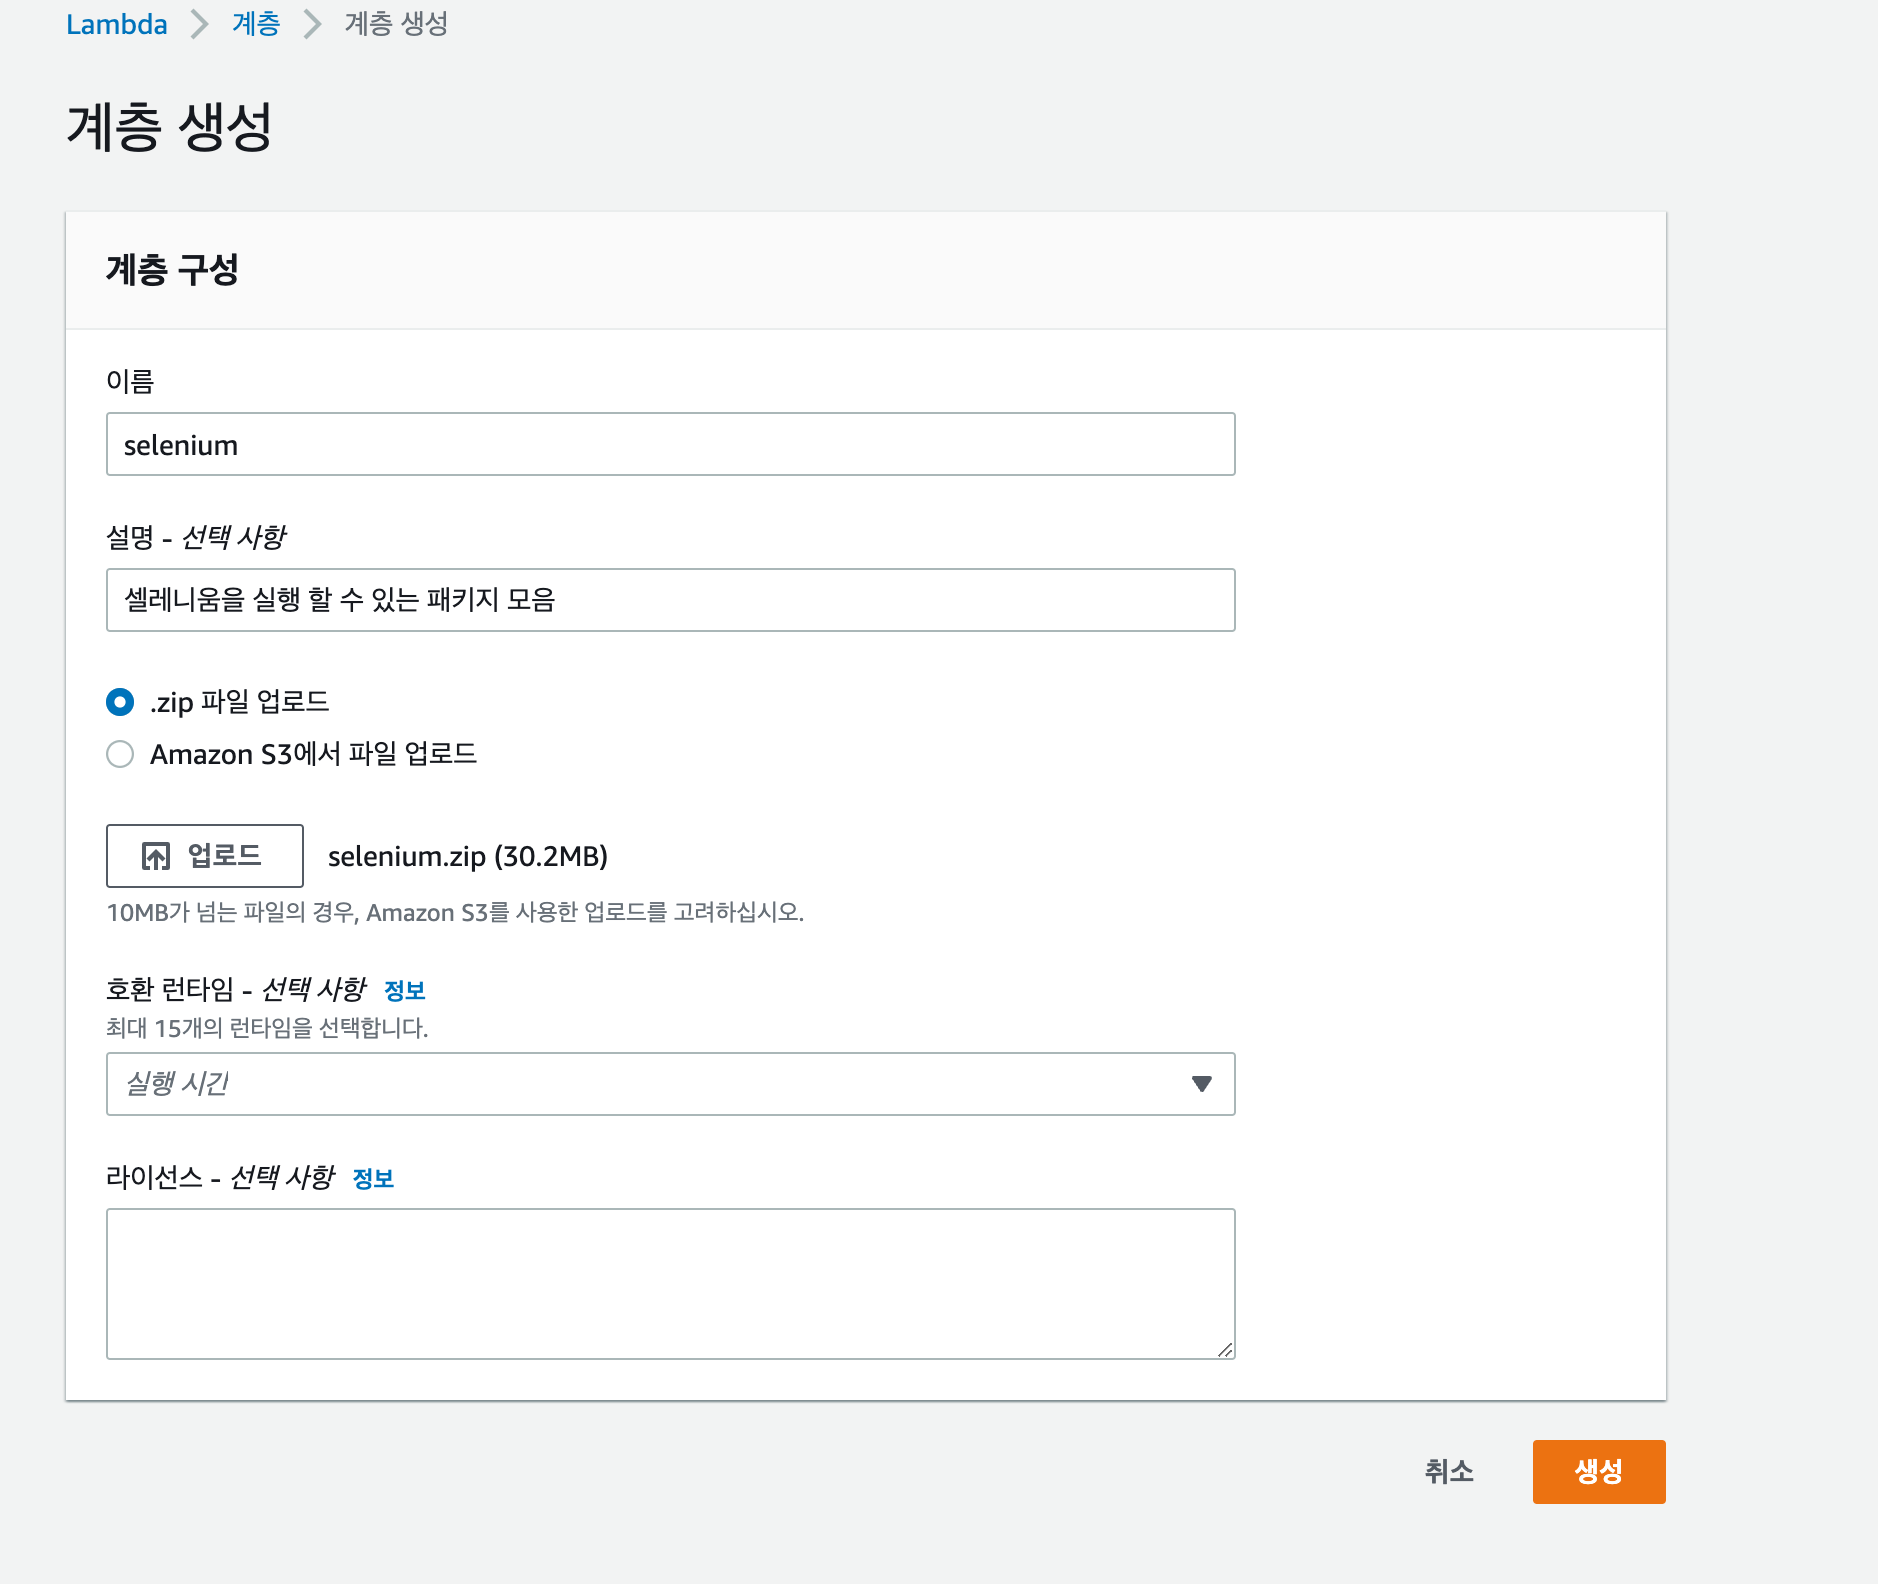 Lambda > 계층 > 계층 생성
계층 생성
계층 구성
이름
selenium
설명 - 선택 사항
셀레니움을 실행 할 수 있는 패키지 모음
.zip 파일 업로드
Amazon S3에서 파일 업로드
업로드 selenium.zip (30.2MB)
10MB가 넘는 파일의 경우, Amazon S3를 사용한 업로드를 고려하십시오.
호환 런타임 - 선택 사항 정보
최대 15개의 런타임을 선택합니다.
실행 시간
라이선스 - 선택 사항 정보
취소 생성